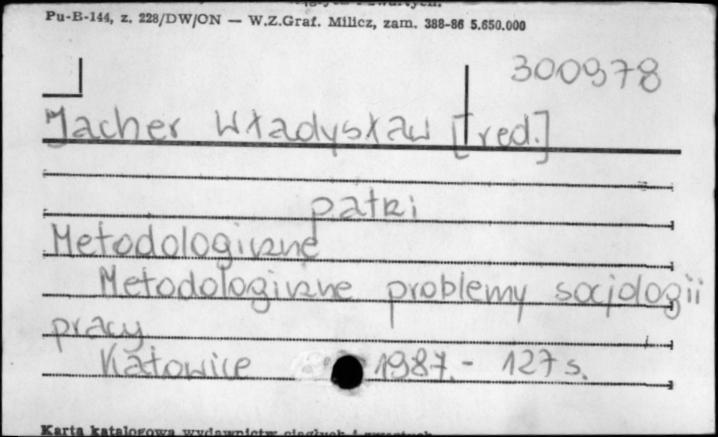 Pu-B-144, z. 228/DW/ON — W.Z.Graf. Milicz, zam. 388-86 5.650.000
300978
Jacher Władysław [red.]
patrz
Metodologiczne
Metodologiczne problemy socjologii
pracy
Katowice 1987.- 127 s.
Karta katalogowa wydawnictw ciągłych i zwartych